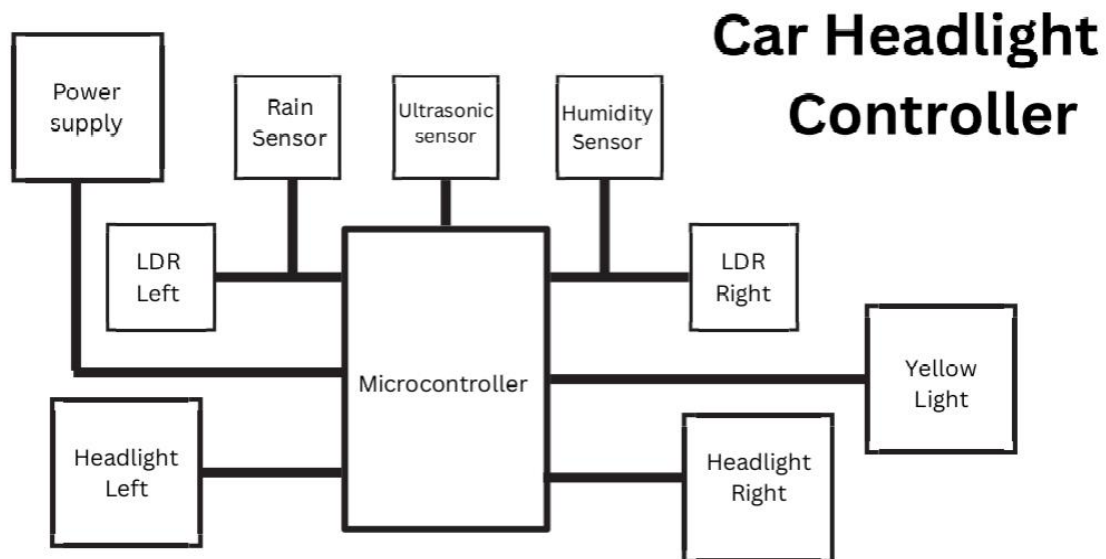 Car Headlight
Controller
Power
supply
Rain
Sensor
Ultrasonic
sensor
Humidity
Sensor
LDR
Left
LDR
Right
Microcontroller
Yellow
Light
Headlight
Left
Headlight
Right